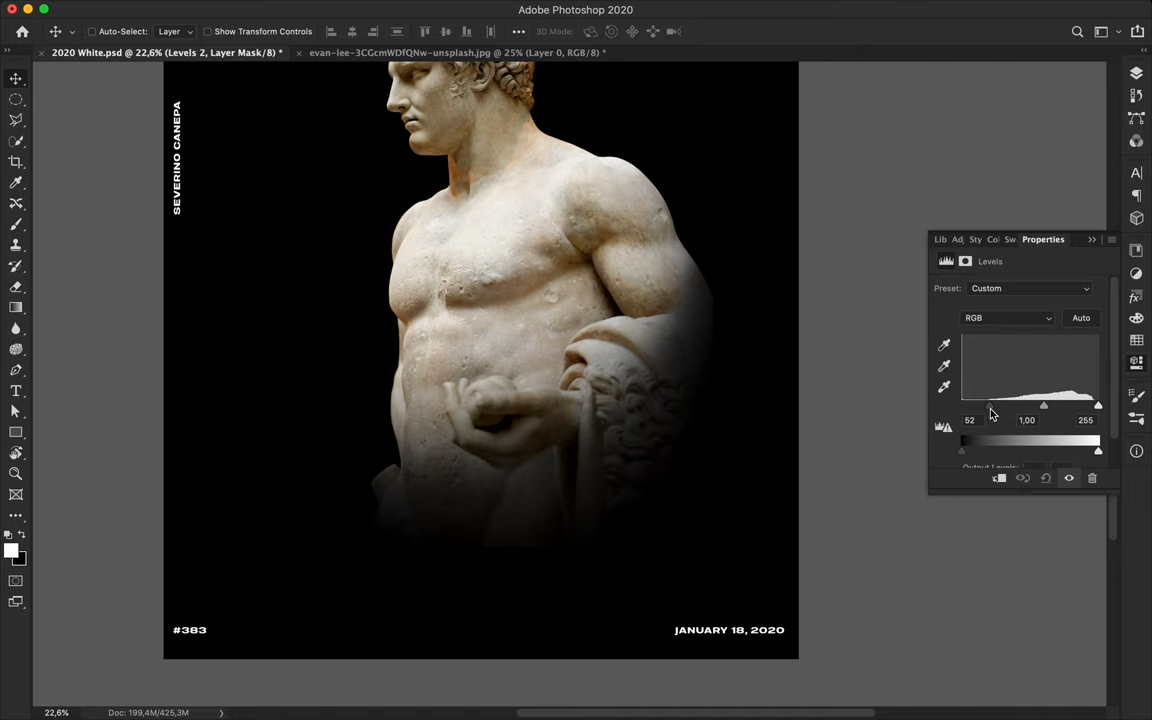 Adobe Photoshop 2020
Auto-Select: Layer Show Transform Controls 3D Mode:
2020 White.psd @ 22,6% (Levels 2, Layer Mask/8) * evan-lee-3CGcmWDfQNw-unsplash.jpg @ 25% (Layer 0, RGB/8) *
SEVERINO CANEPA
Lib Adj Sty Col Sw Properties
Levels
Preset: Custom
RGB Auto
52 1,00 255
Output Levels:
#383 JANUARY 18, 2020
22,6% Doc: 199,4M/425,3M